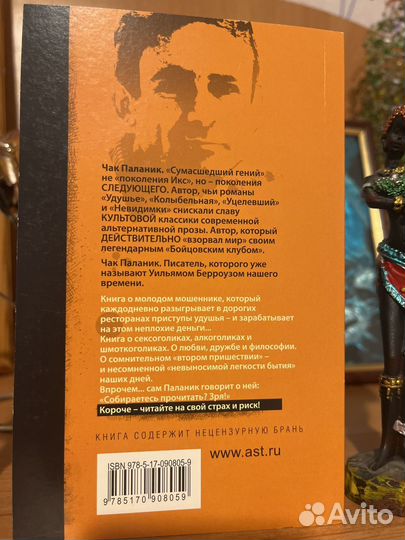 Чак Паланик. «Сумасшедший гений»
не «поколения Икс», но – поколения
СЛЕДУЮЩЕГО. Автор, чьи романы
«Удушье», «Колыбельная», «Уцелевший»
и «Невидимки» снискали славу
КУЛЬТОВОЙ классики современной
альтернативной прозы. Автор, который
ДЕЙСТВИТЕЛЬНО «взорвал мир» своим
легендарным «Бойцовским клубом».
Чак Паланик. Писатель, которого уже
называют Уильямом Берроузом нашего
времени.
Книга о молодом мошеннике, который
каждодневно разыгрывает в дорогих
ресторанах приступы удушья – и зарабатывает
на этом неплохие деньги...
Книга о сексоголиках, алкоголиках и
шмоткоголиках. О любви, дружбе и философии.
О сомнительном «втором пришествии» –
и несомненной «невыносимой легкости бытия»
наших дней.
Впрочем... сам Паланик говорит о ней:
«Собираетесь прочитать? Зря!»
Короче – читайте на свой страх и риск!
КНИГА СОДЕРЖИТ НЕЦЕНЗУРНУЮ БРАНЬ
www.ast.ru
ISBN 978-5-17-090805-9
9 785170 908059
Avito